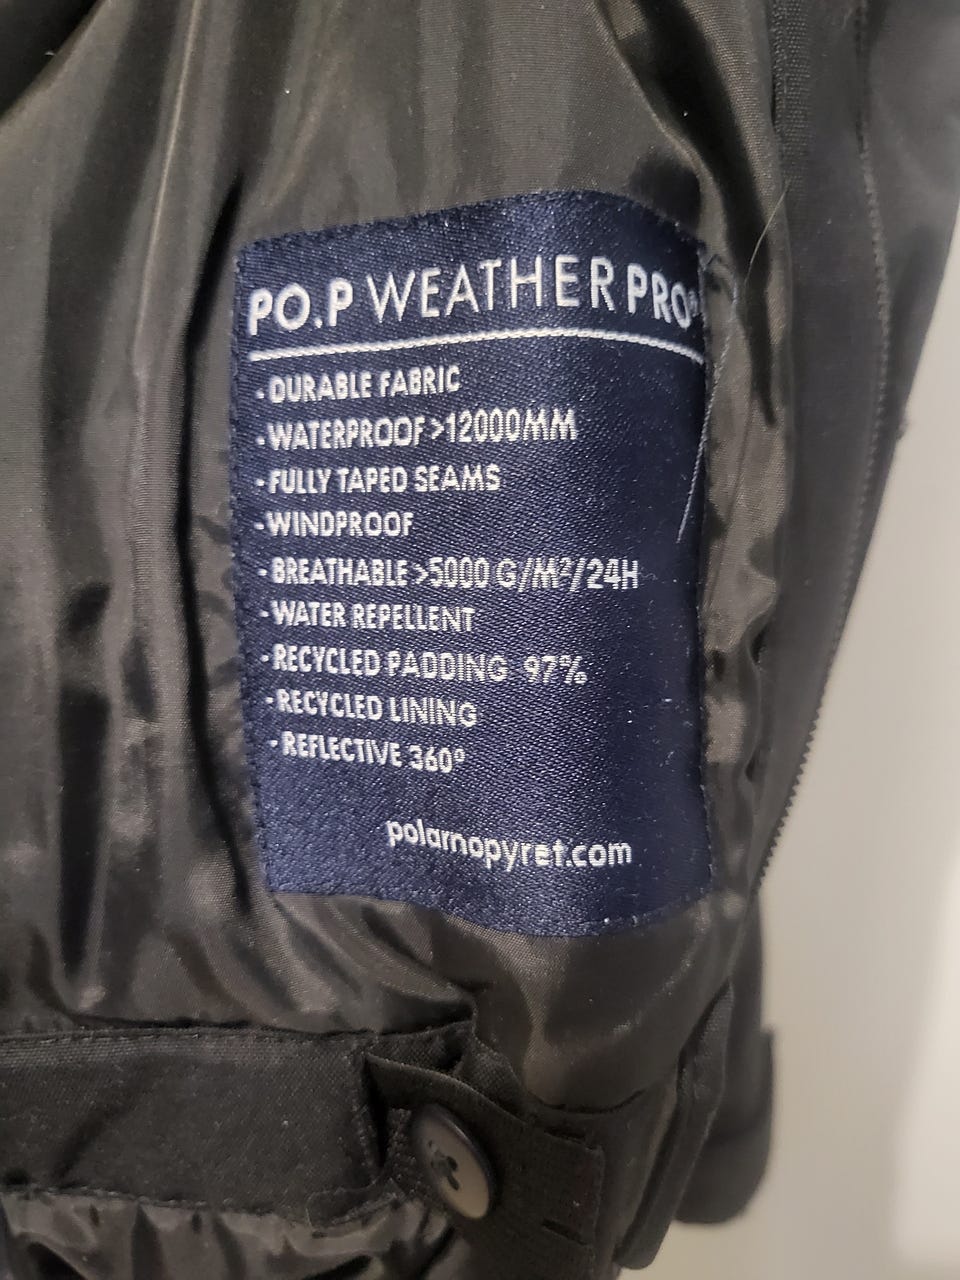 PO.P WEATHER PRO®
- DURABLE FABRIC
- WATERPROOF >12000MM
- FULLY TAPED SEAMS
- WINDPROOF
- BREATHABLE >5000 G/M²/24H
- WATER REPELLENT
- RECYCLED PADDING 97%
- RECYCLED LINING
- REFLECTIVE 360º
polarnopyret.com